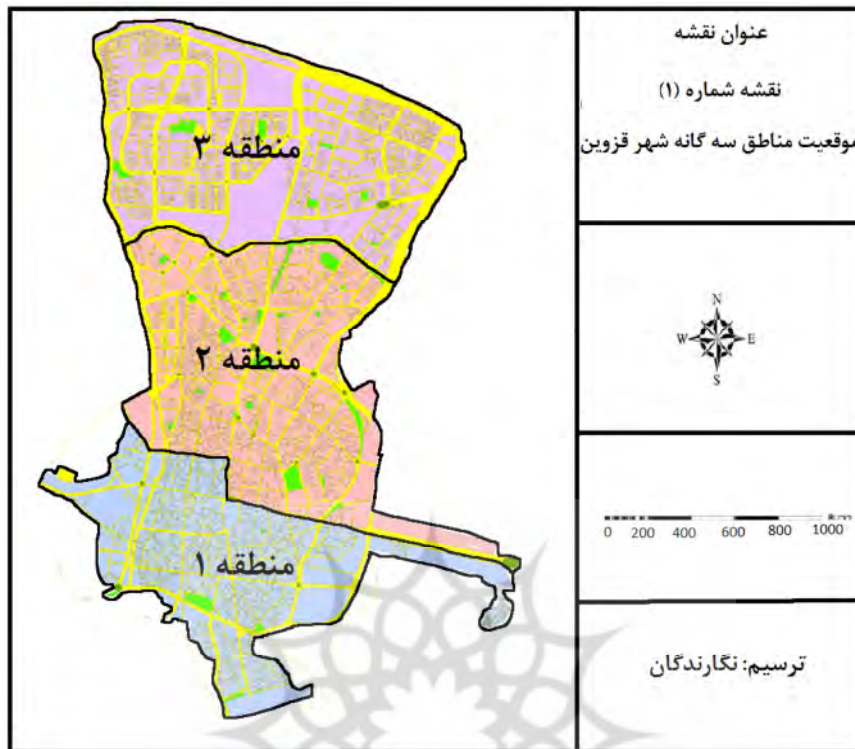 عنوان نقشه
نقشه شماره (۱)
موقعیت مناطق سه گانه شهر قزوین
منطقه ۳
منطقه ۲
منطقه ۱
N
W E
S
0 200 400 600 800 1000
ترسیم: نگارندگان